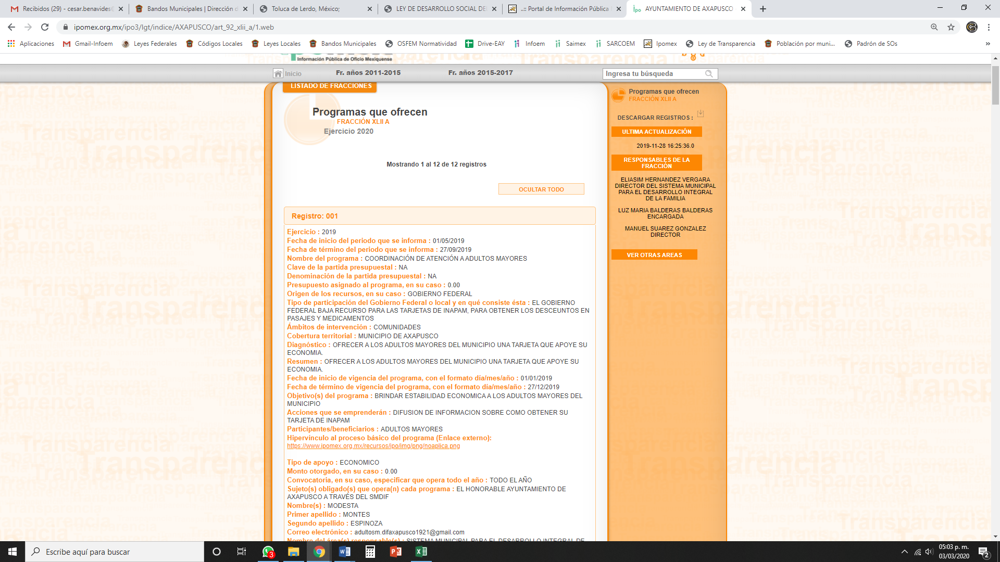 Recibidos (29) - cesar.benavides@
Bandos Municipales | Dirección d
Toluca de Lerdo, México;
LEY DE DESARROLLO SOCIAL DE
..:: Portal de Información Pública
AYUNTAMIENTO DE AXAPUSCO
ipomex.org.mx/ipo3/lgt/indice/AXAPUSCO/art_92_xlii_a/1.web
Aplicaciones
Gmail-Infoem
Leyes Federales
Códigos Locales
Leyes Locales
Bandos Municipales
OSFEM Normatividad
Drive-EAY
Infoem
Saimex
SARCOEM
Ipomex
Ley de Transparencia
Población por muni...
Padrón de SOs
»
Información Pública de Oficio Mexiquense
Inicio
Fr. años 2011-2015
Fr. años 2015-2017
Ingresa tu búsqueda
LISTADO DE FRACCIONES
Programas que ofrecen
FRACCIÓN XLII A
Ejercicio 2020
Mostrando 1 al 12 de 12 registros
OCULTAR TODO
Registro: 001
Ejercicio : 2019
Fecha de inicio del periodo que se informa : 01/05/2019
Fecha de término del periodo que se informa : 27/09/2019
Nombre del programa : COORDINACIÓN DE ATENCIÓN A ADULTOS MAYORES
Clave de la partida presupuestal : NA
Denominación de la partida presupuestal : NA
Presupuesto asignado al programa, en su caso : 0.00
Origen de los recursos, en su caso : GOBIERNO FEDERAL
Tipo de participación del Gobierno Federal o local y en qué consiste ésta : EL GOBIERNO
FEDERAL BAJA RECURSO PARA LAS TARJETAS DE INAPAM, PARA OBTENER LOS DESCEUNTOS EN
PASAJES Y MEDICAMENTOS
Ámbitos de intervención : COMUNIDADES
Cobertura territorial : MUNICIPIO DE AXAPUSCO
Diagnóstico : OFRECER A LOS ADULTOS MAYORES DEL MUNICIPIO UNA TARJETA QUE APOYE SU
ECONOMIA.
Resumen : OFRECER A LOS ADULTOS MAYORES DEL MUNICIPIO UNA TARJETA QUE APOYE SU
ECONOMIA.
Fecha de inicio de vigencia del programa, con el formato día/mes/año : 01/01/2019
Fecha de término de vigencia del programa, con el formato día/mes/año : 27/12/2019
Objetivo(s) del programa : BRINDAR ESTABILIDAD ECONOMICA A LOS ADULTOS MAYORES DEL
MUNICIPIO
Acciones que se emprenderán : DIFUSION DE INFORMACION SOBRE COMO OBTENER SU
TARJETA DE INAPAM
Participantes/beneficiarios : ADULTOS MAYORES
Hipervínculo al proceso básico del programa (Enlace externo):
https://www.ipomex.org.mx/recursos/ipo/img/png/noaplica.png
Tipo de apoyo : ECONOMICO
Monto otorgado, en su caso : 0.00
Convocatoria, en su caso, especificar que opera todo el año : TODO EL AÑO
Sujeto(s) obligado(s) que opera(n) cada programa : EL HONORABLE AYUNTAMIENTO DE
AXAPUSCO A TRAVÉS DEL SMDIF
Nombre(s) : MODESTA
Primer apellido : MONTES
Segundo apellido : ESPINOZA
Correo electrónico : adultosm.difaxapusco1921@gmail.com
Nombre del área(s) responsable(s) : SISTEMA MUNICIPAL PARA EL DESARROLLO INTEGRAL DE
Programas que ofrecen
FRACCIÓN XLII A
DESCARGAR REGISTROS :
ULTIMA ACTUALIZACIÓN
2019-11-28 16:25:36.0
RESPONSABLES DE LA
FRACCIÓN
ELIASIM HERNANDEZ VERGARA
DIRECTOR DEL SISTEMA MUNICIPAL
PARA EL DESARROLLO INTEGRAL
DE LA FAMILIA
LUZ MARIA BALDERAS BALDERAS
ENCARGADA
MANUEL SUAREZ GONZALEZ
DIRECTOR
VER OTRAS AREAS
Escribe aquí para buscar
3
05:03 p. m.
03/03/2020
2